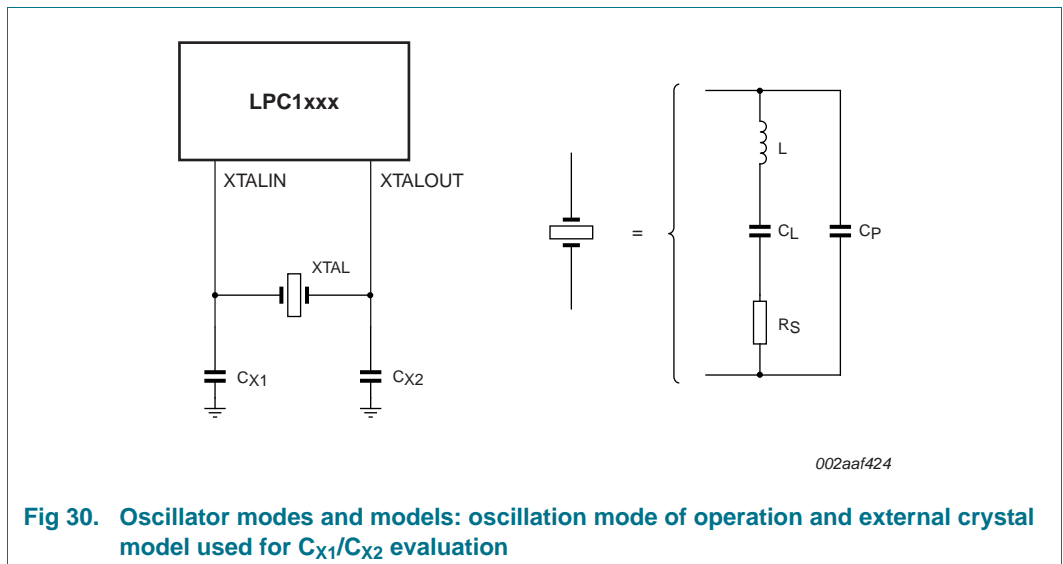 LPC1xxx
XTALIN
XTALOUT
XTAL
CX1
CX2
=
L
CL
CP
RS
002aaf424
Fig 30. Oscillator modes and models: oscillation mode of operation and external crystal
model used for CX1/CX2 evaluation